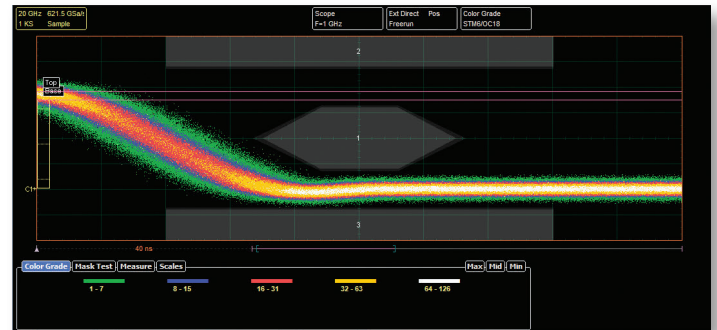 20 GHz 621.5 GSa/s
1 KS Sample
Scope
F=1 GHz
Ext Direct Pos
Freerun
Color Grade
STM6/OC18
2
Top
Base
1
C1
3
40 ns
Color Grade Mask Test Measure Scales
Max Mid Min
1 - 7 8 - 15 16 - 31 32 - 63 64 - 126